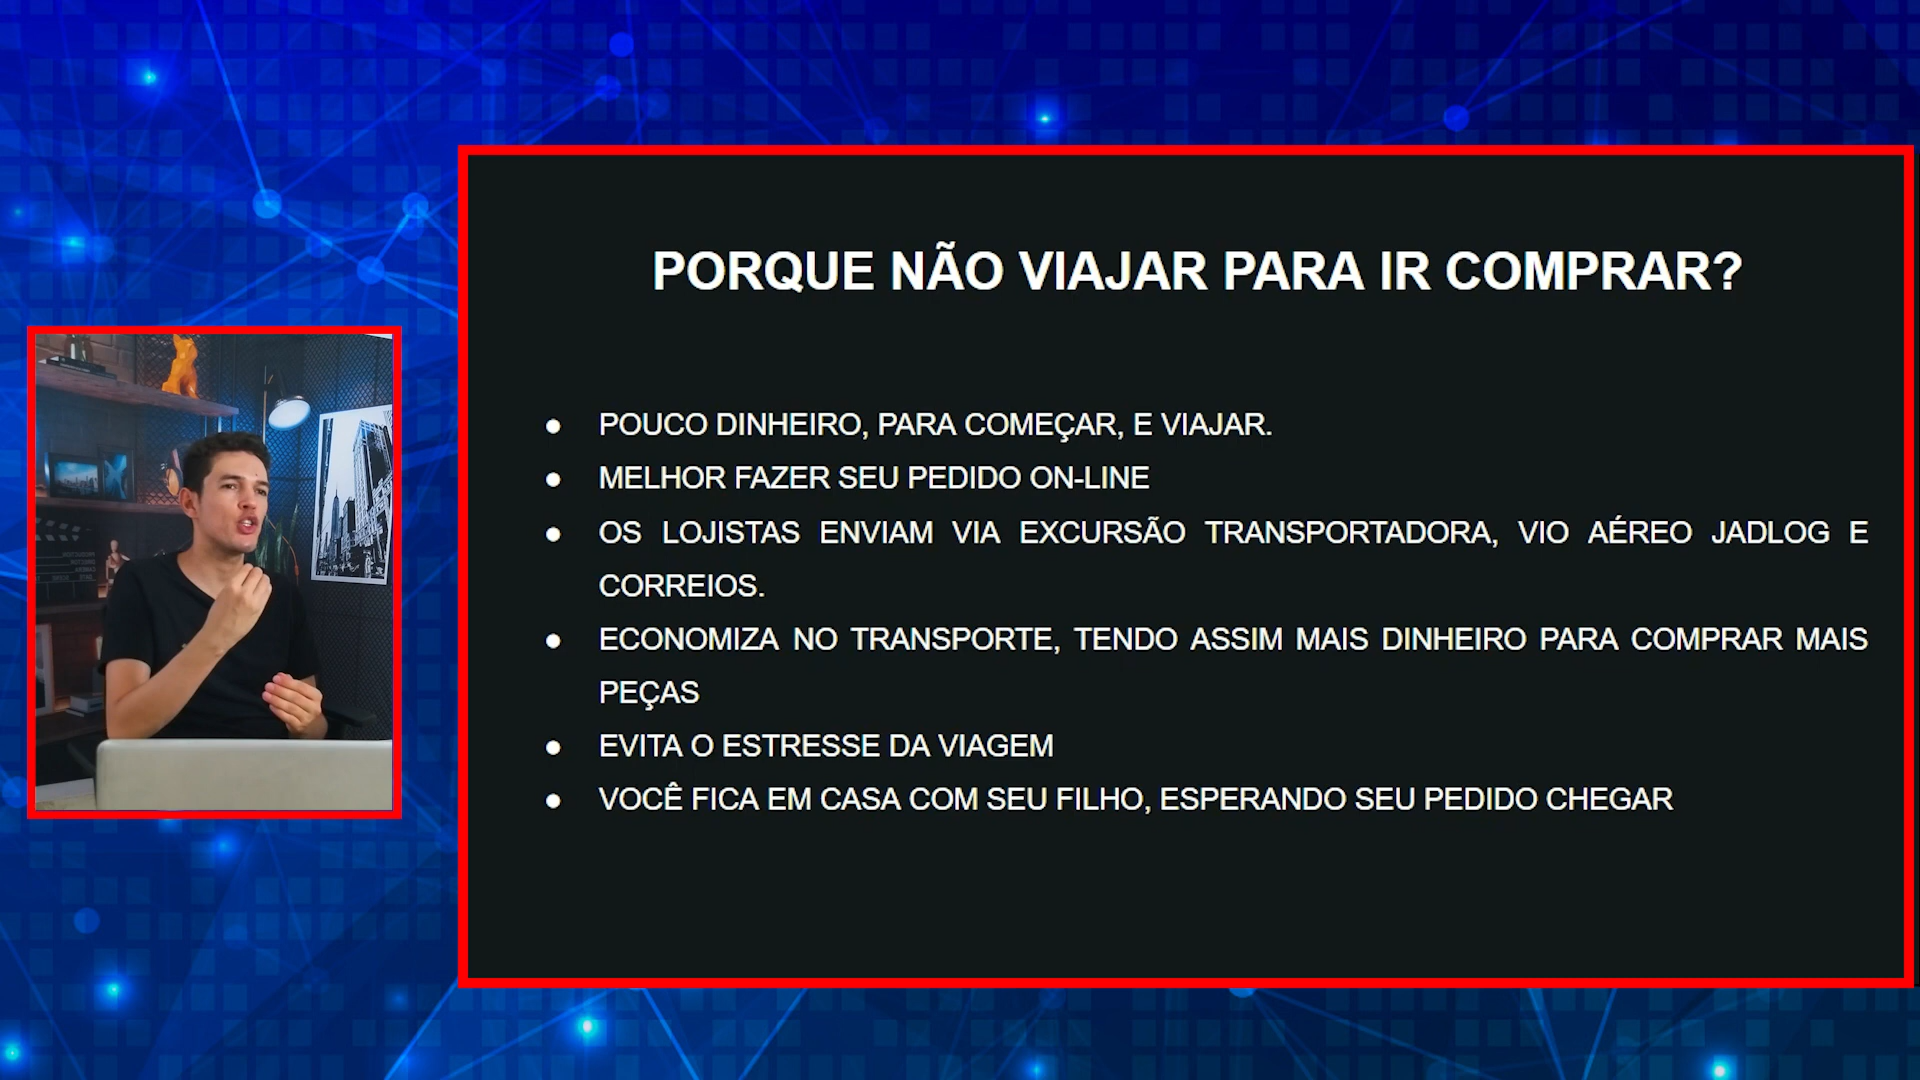 PORQUE NÃO VIAJAR PARA IR COMPRAR?
● POUCO DINHEIRO, PARA COMEÇAR, E VIAJAR.
● MELHOR FAZER SEU PEDIDO ON-LINE
● OS LOJISTAS ENVIAM VIA EXCURSÃO TRANSPORTADORA, VIO AÉREO JADLOG E
CORREIOS.
● ECONOMIZA NO TRANSPORTE, TENDO ASSIM MAIS DINHEIRO PARA COMPRAR MAIS
PEÇAS
● EVITA O ESTRESSE DA VIAGEM
● VOCÊ FICA EM CASA COM SEU FILHO, ESPERANDO SEU PEDIDO CHEGAR